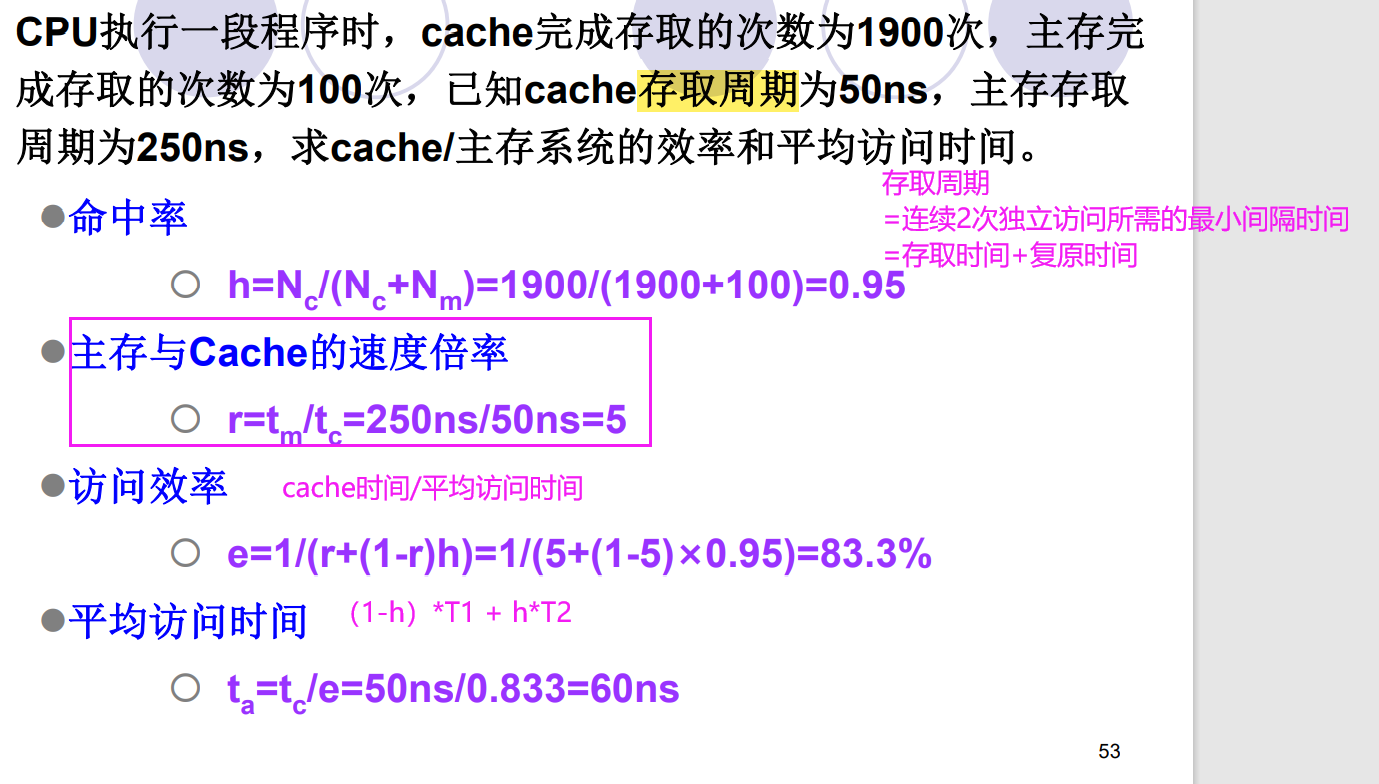 CPU执行一段程序时，cache完成存取的次数为1900次，主存完
成存取的次数为100次，已知cache存取周期为50ns，主存存取
周期为250ns，求cache/主存系统的效率和平均访问时间。
存取周期
=连续2次独立访问所需的最小间隔时间
=存取时间+复原时间
●命中率
○ h=Nc/(Nc+Nm)=1900/(1900+100)=0.95
●主存与Cache的速度倍率
○ r=tm/tc=250ns/50ns=5
●访问效率 cache时间/平均访问时间
○ e=1/(r+(1-r)h)=1/(5+(1-5)×0.95)=83.3%
●平均访问时间 （1-h）*T1 + h*T2
○ ta=tc/e=50ns/0.833=60ns
53